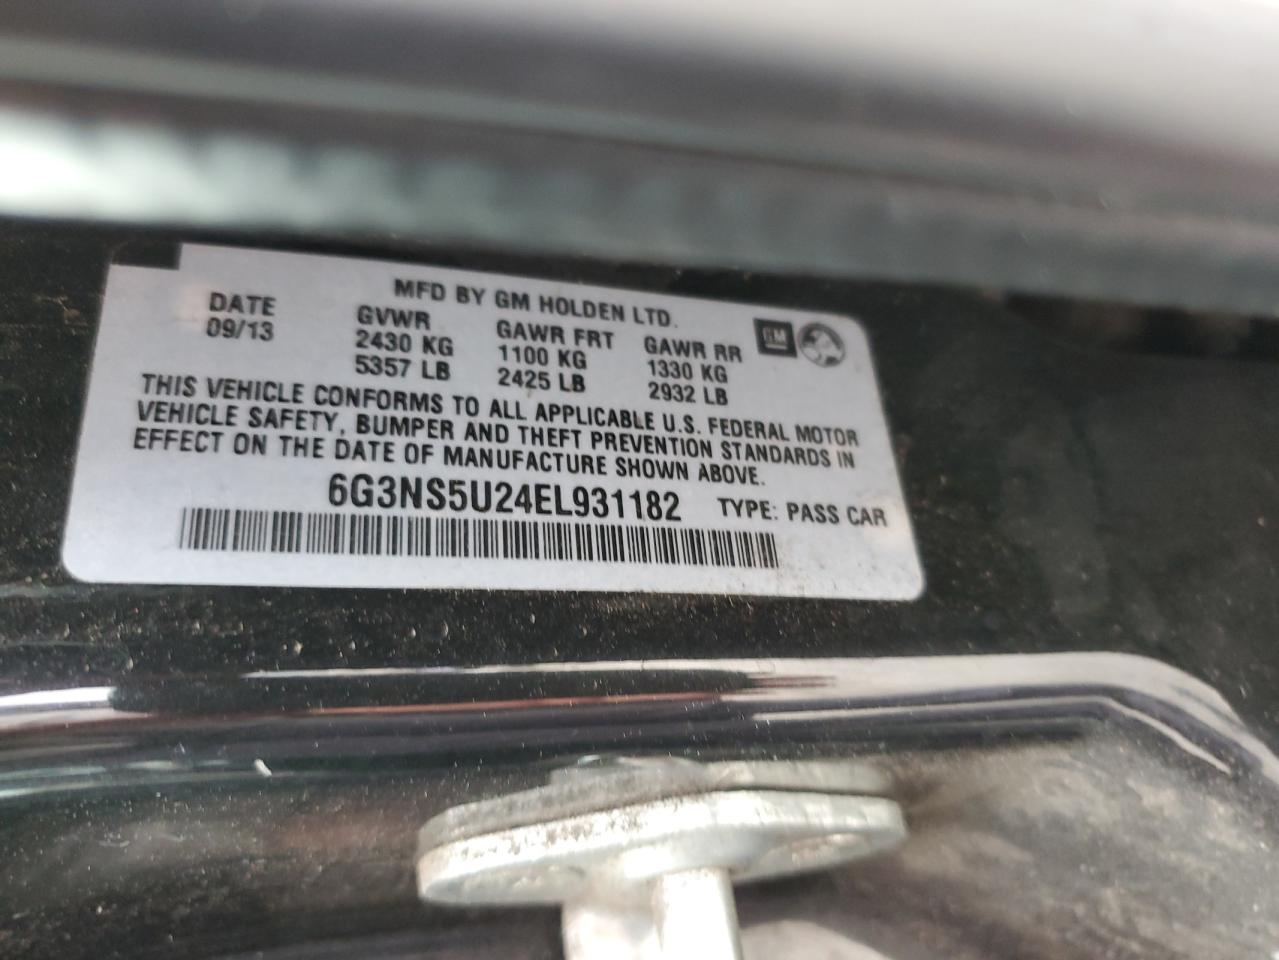 MFD BY GM HOLDEN LTD.
DATE GVWR GAWR FRT GAWR RR GM
09/13 2430 KG 1100 KG 1330 KG
5357 LB 2425 LB 2932 LB
THIS VEHICLE CONFORMS TO ALL APPLICABLE U.S. FEDERAL MOTOR
VEHICLE SAFETY, BUMPER AND THEFT PREVENTION STANDARDS IN
EFFECT ON THE DATE OF MANUFACTURE SHOWN ABOVE.
6G3NS5U24EL931182 TYPE: PASS CAR